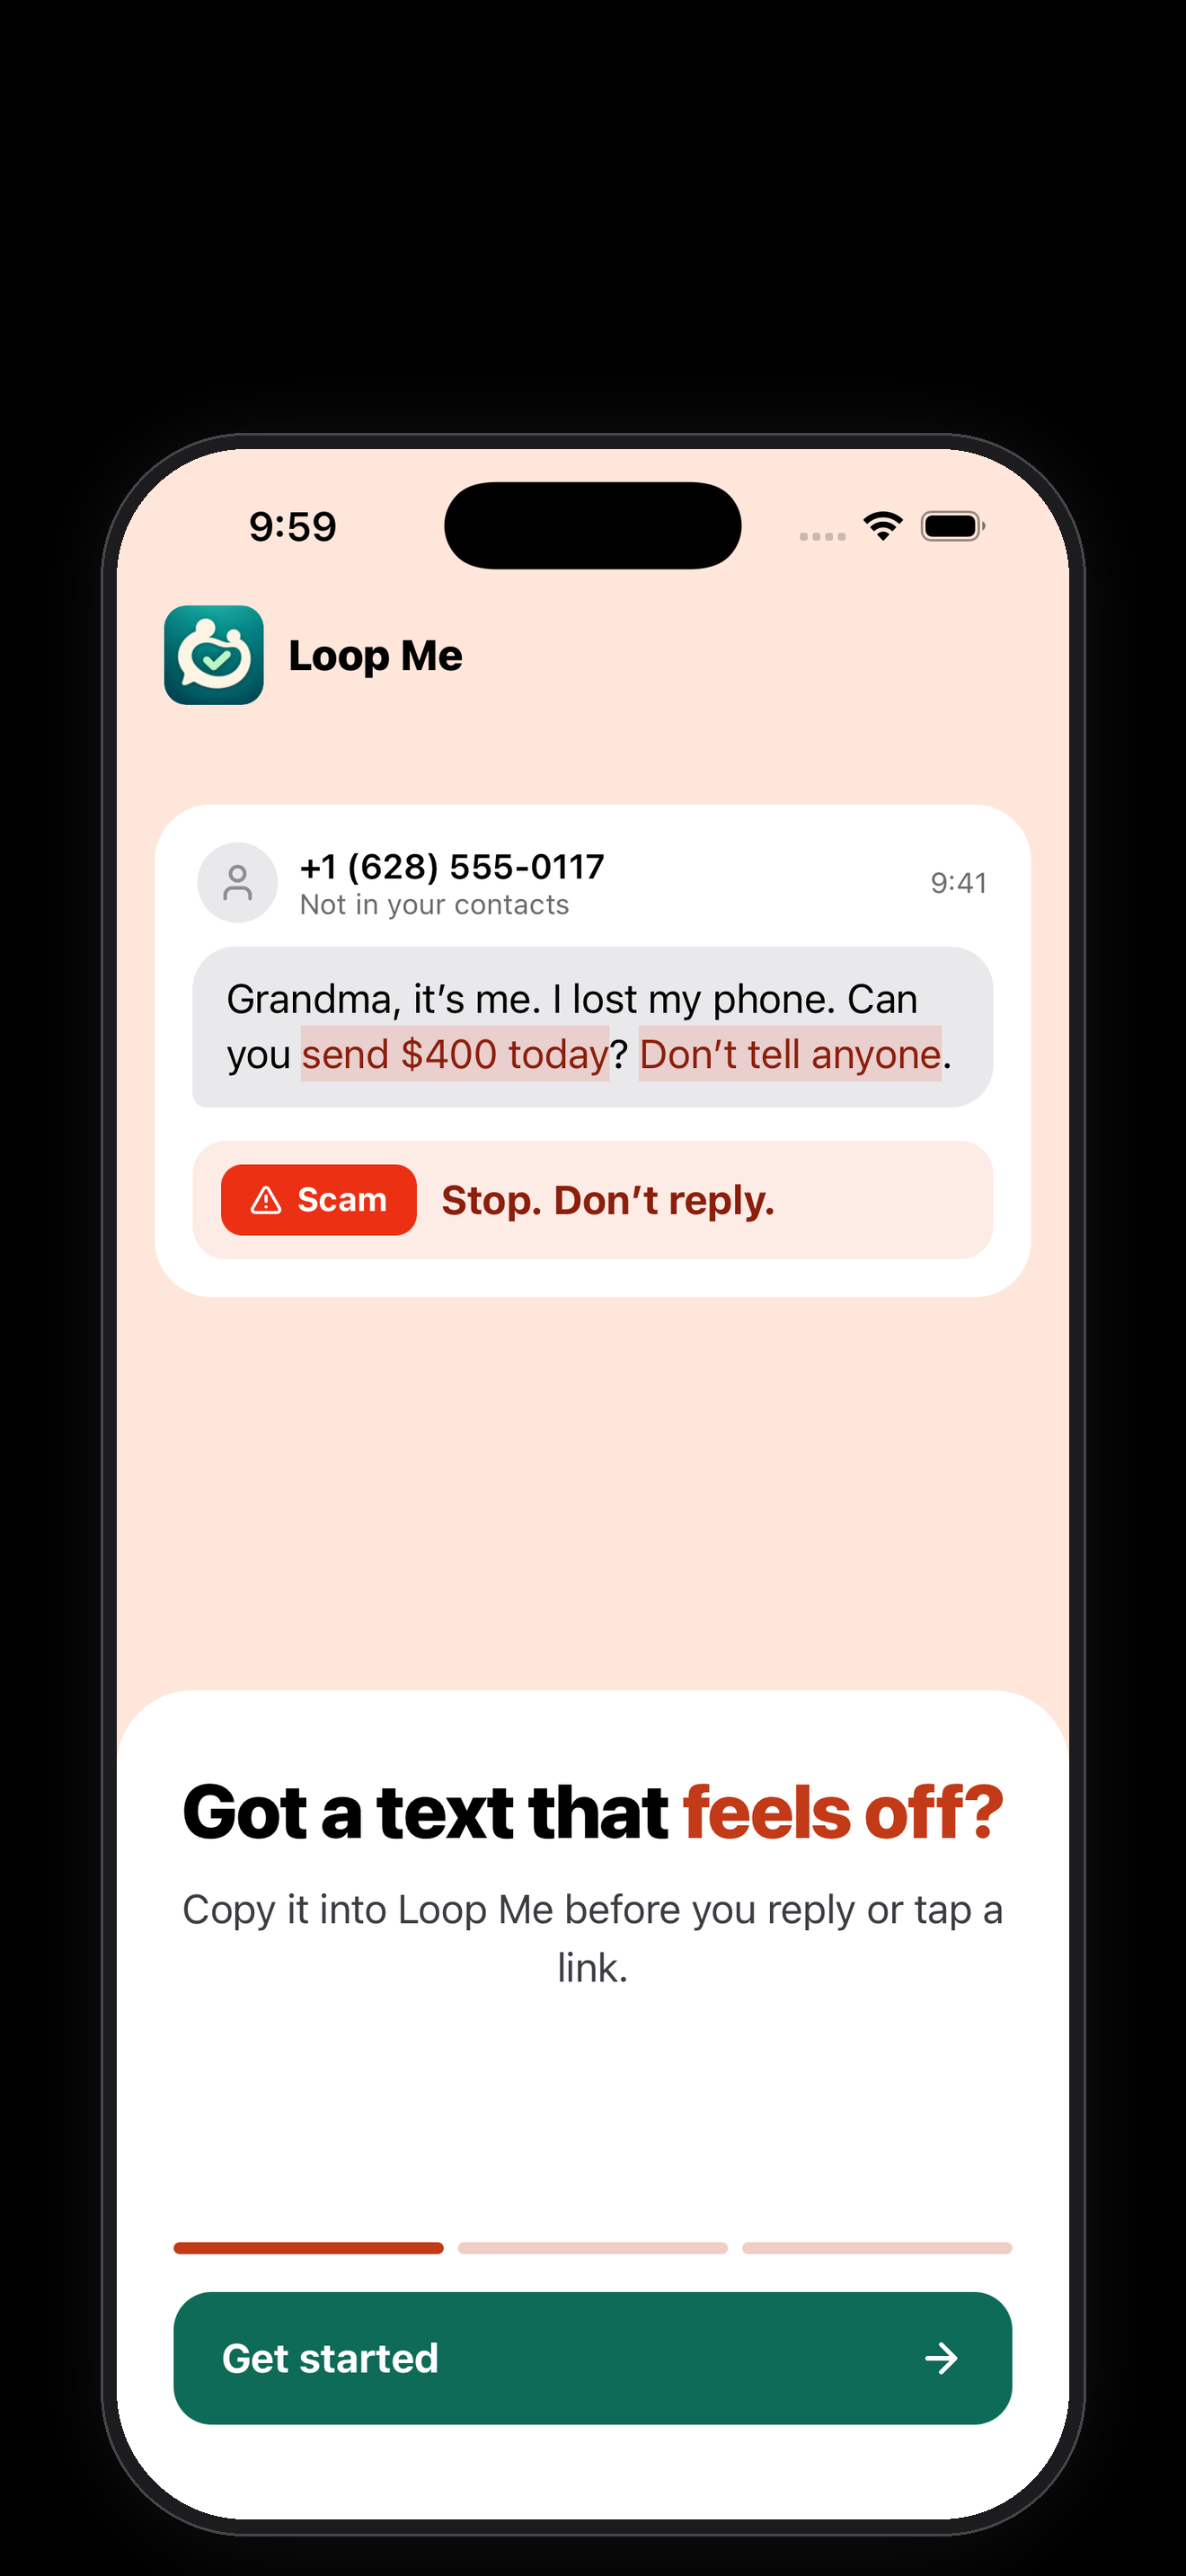 9:59
Loop Me
+1 (628) 555-0117
Not in your contacts
9:41
Grandma, it’s me. I lost my phone. Can
you send $400 today? Don’t tell anyone.
Scam
Stop. Don’t reply.
Got a text that feels off?
Copy it into Loop Me before you reply or tap a
link.
Get started